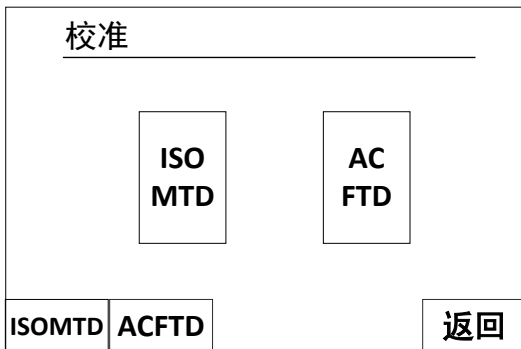 校准
ISO
MTD
AC
FTD
ISOMTD
ACFTD
返回